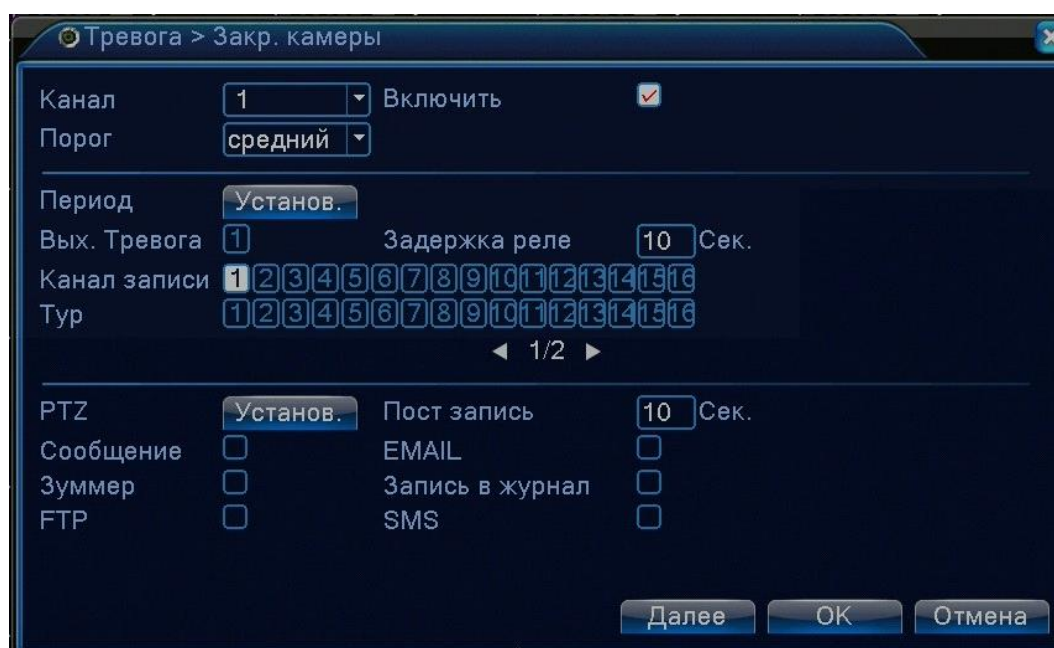 Тревога > Закр. камеры
Канал 1 Включить
Порог средний
Период Установ.
Вых. Тревога 1 Задержка реле 10 Сек.
Канал записи 1 2 3 4 5 6 7 8 9 10 11 12 13 14 15 16
Тур 1 2 3 4 5 6 7 8 9 10 11 12 13 14 15 16
1/2
PTZ Установ. Пост запись 10 Сек.
Сообщение EMAIL
Зуммер Запись в журнал
FTP SMS
Далее OK Отмена